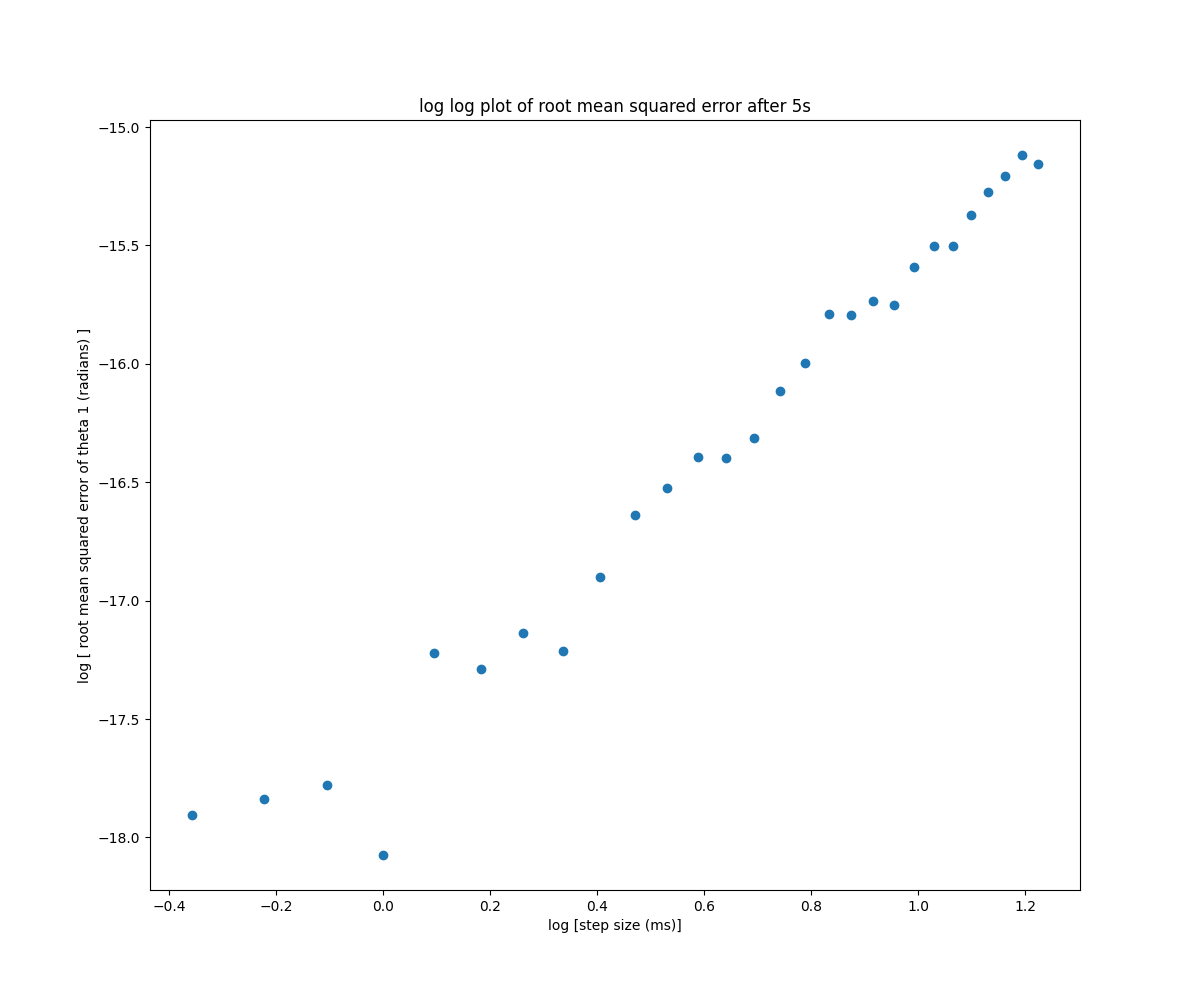 log log plot of root mean squared error after 5s
−15.0
−15.5
−16.0
−16.5
−17.0
−17.5
−18.0
log [ root mean squared error of theta 1 (radians) ]
−0.4 −0.2 0.0 0.2 0.4 0.6 0.8 1.0 1.2
log [step size (ms)]